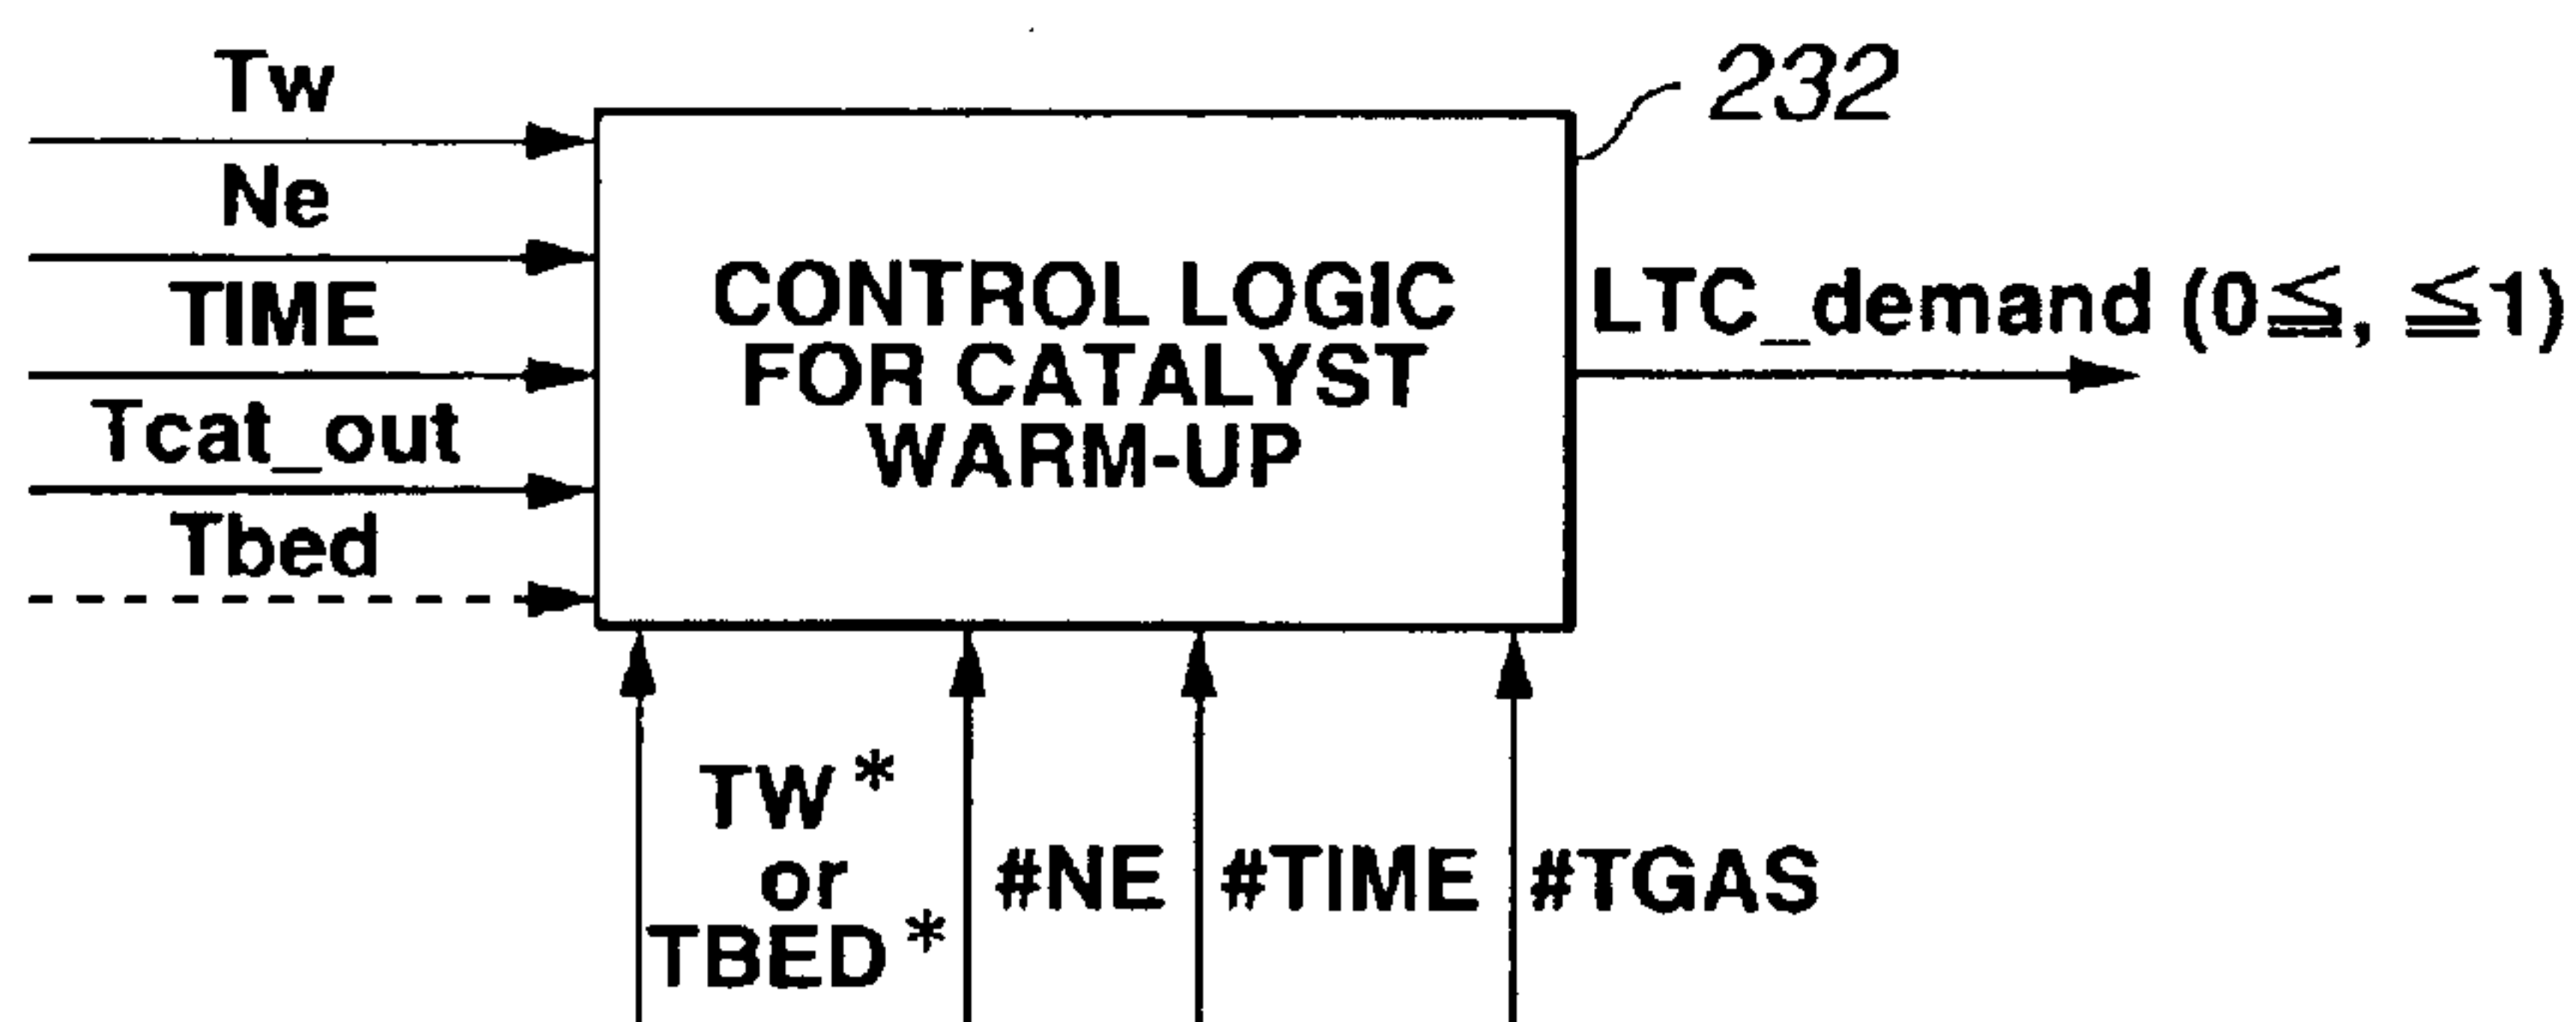 Tw
Ne
TIME
Tcat_out
Tbed
232
CONTROL LOGIC
FOR CATALYST
WARM-UP
LTC_demand (0≦, ≦1)
TW*
or
TBED*
#NE
#TIME
#TGAS